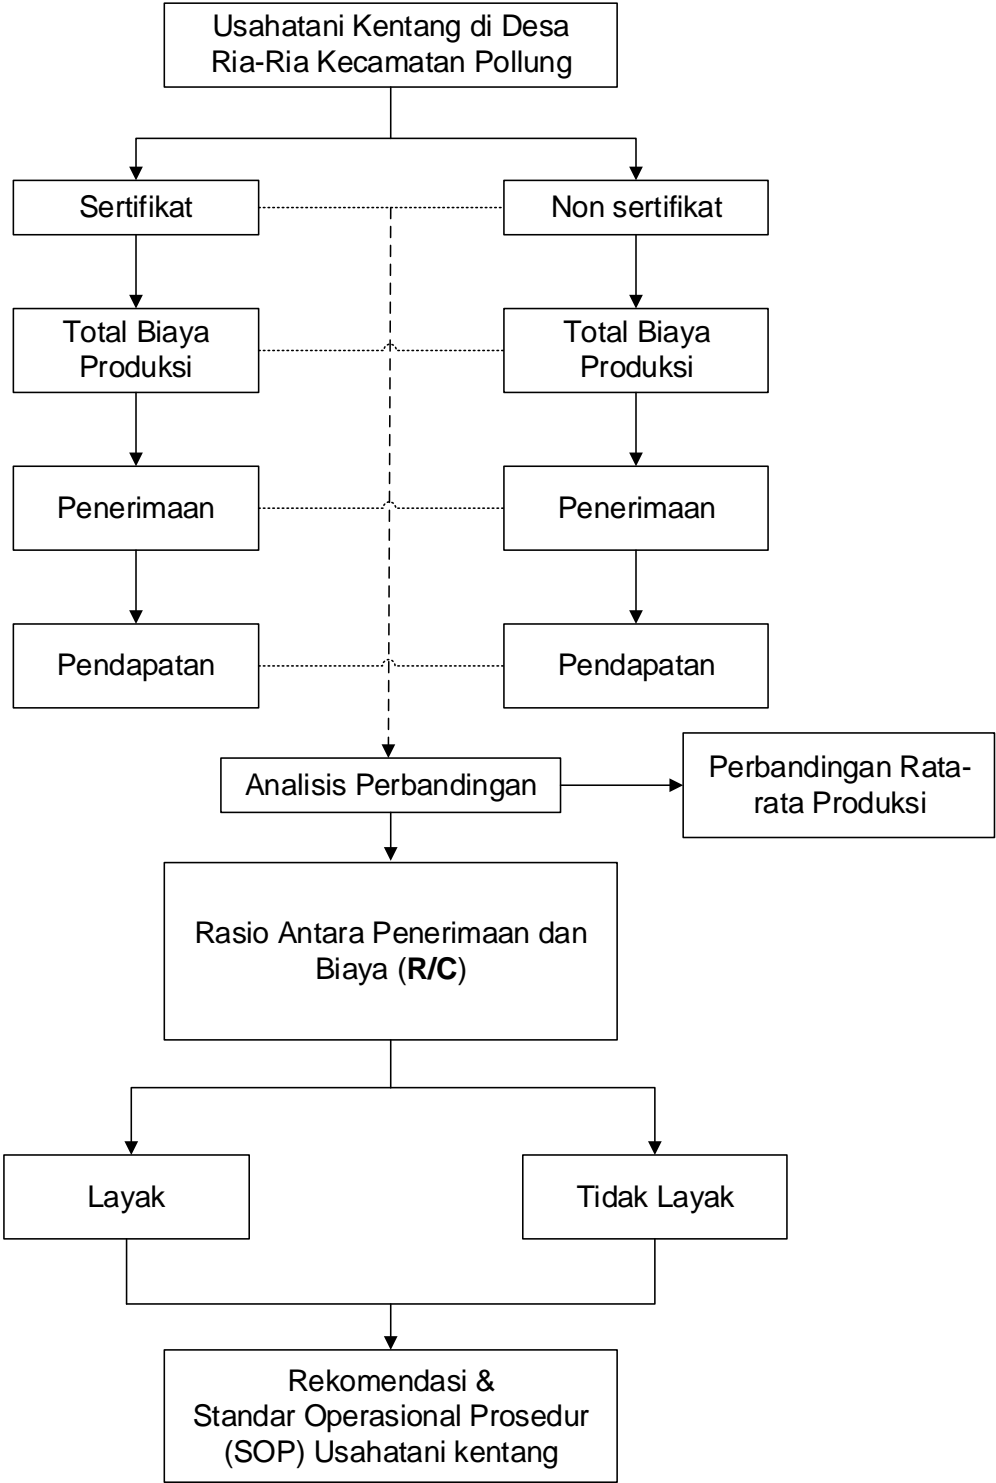 Usahatani Kentang di Desa
Ria-Ria Kecamatan Pollung
Sertifikat
Non sertifikat
Total Biaya
Produksi
Total Biaya
Produksi
Penerimaan
Penerimaan
Pendapatan
Pendapatan
Analisis Perbandingan
Perbandingan Rata-
rata Produksi
Rasio Antara Penerimaan dan
Biaya (R/C)
Layak
Tidak Layak
Rekomendasi &
Standar Operasional Prosedur
(SOP) Usahatani kentang